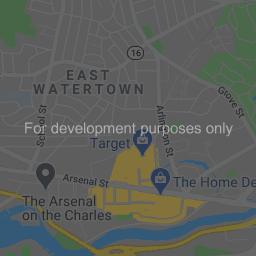 16
EAST
WATERTOWN
Grove St
School St
Arlington St
For development purposes only
Target
Arsenal St
The Home De
The Arsenal
on the Charles